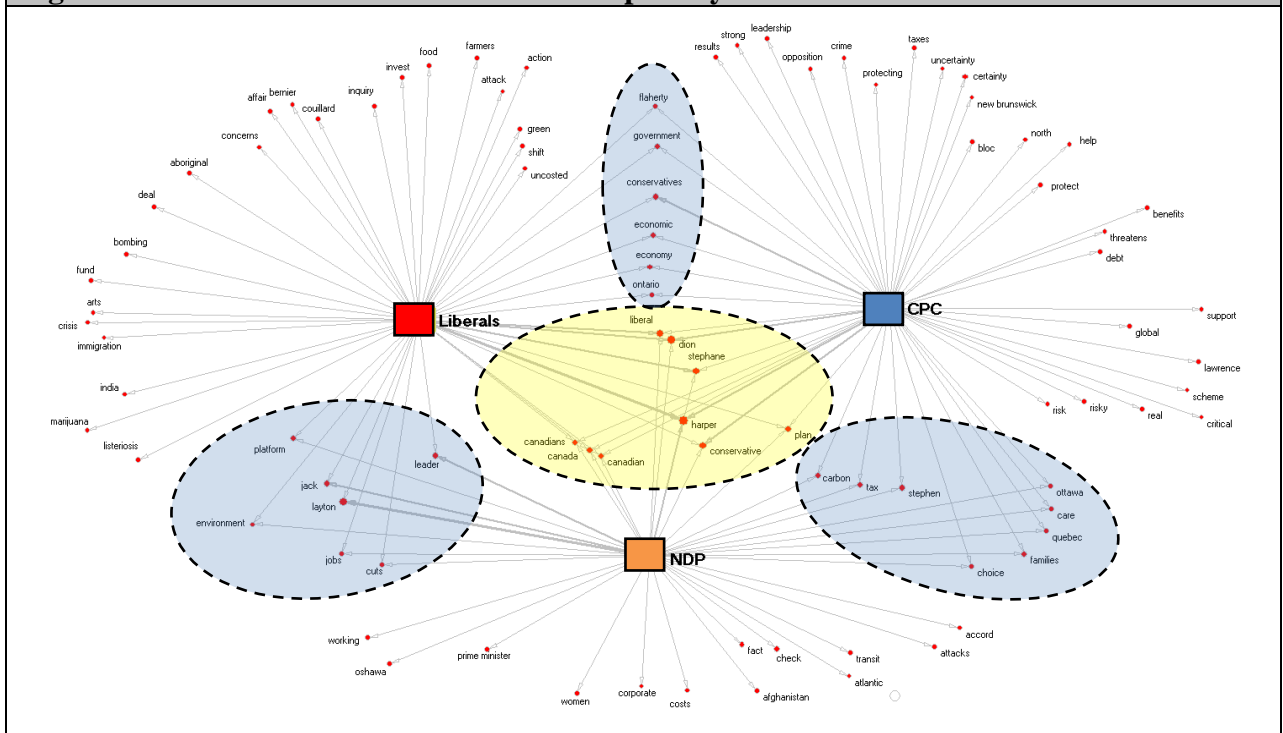 leadership
strong
results
opposition
crime
taxes
protecting
uncertainty
certainty
new brunswick
farmers
food
action
invest
attack
inquiry
bernier
affair
couillard
concerns
green
shift
uncosted
aboriginal
deal
bombing
fund
arts
crisis
immigration
india
marijuana
listeriosis
flaherty
government
conservatives
economic
economy
ontario
bloc
north
help
protect
benefits
threatens
debt
support
global
lawrence
scheme
critical
real
risky
risk
Liberals
CPC
liberal
dion
stephane
harper
plan
canadians
canada
canadian
conservative
platform
leader
jack
layton
environment
jobs
cuts
carbon
tax
stephen
ottawa
care
quebec
families
choice
NDP
working
oshawa
prime minister
women
corporate
costs
fact
check
afghanistan
transit
atlantic
attacks
accord